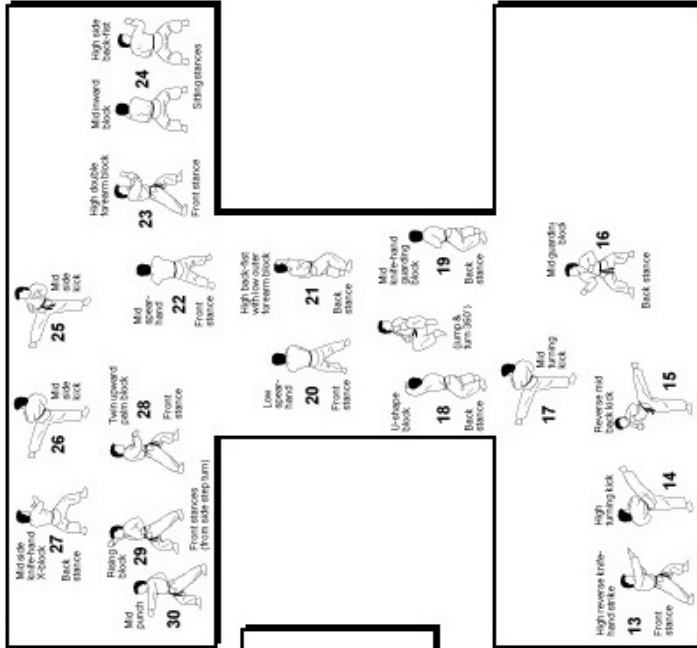 High reverse knife-
hand strike
13
Front
stance
High
turning kick
14
Reverse mid
back kick
15
Mid guarding
block
16
Back stance
17
Mid
turning
kick
U-shape
block
18
Back
stance
(jump &
turn 360°)
Mid
knife-hand
guarding
block
19
Back
stance
Low
spear-
hand
20
Front
stance
High back-fist
with low outer
forearm block
21
Back
stance
Mid
spear-
hand
22
Front
stance
High double
forearm block
23
Front stance
Mid inward
block
High side
back-fist
24
Sitting stances
25
Mid
side
kick
26
Mid
side
kick
Mid side
knife-hand
X-block
27
Back
stance
Twin upward
palm block
28
Front
stance
Rising
block
29
Front stances
(from side step turn)
Mid
punch
30